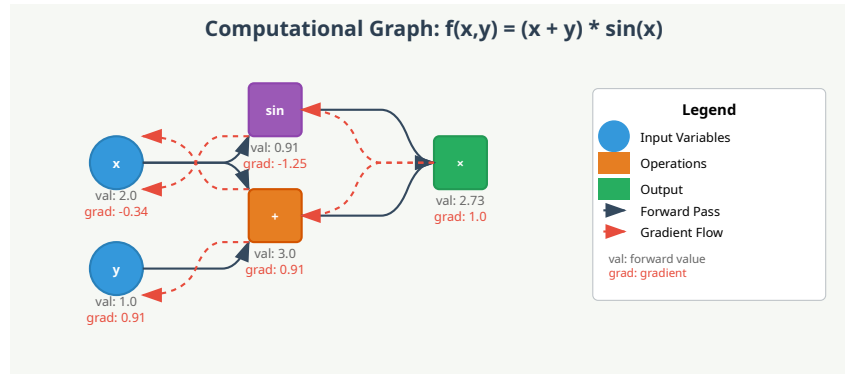 Computational Graph: f(x,y) = (x + y) * sin(x)
sin
val: 0.91
grad: -1.25
x
val: 2.0
grad: -0.34
×
val: 2.73
grad: 1.0
+
val: 3.0
grad: 0.91
y
val: 1.0
grad: 0.91
Legend
Input Variables
Operations
Output
Forward Pass
Gradient Flow
val: forward value
grad: gradient